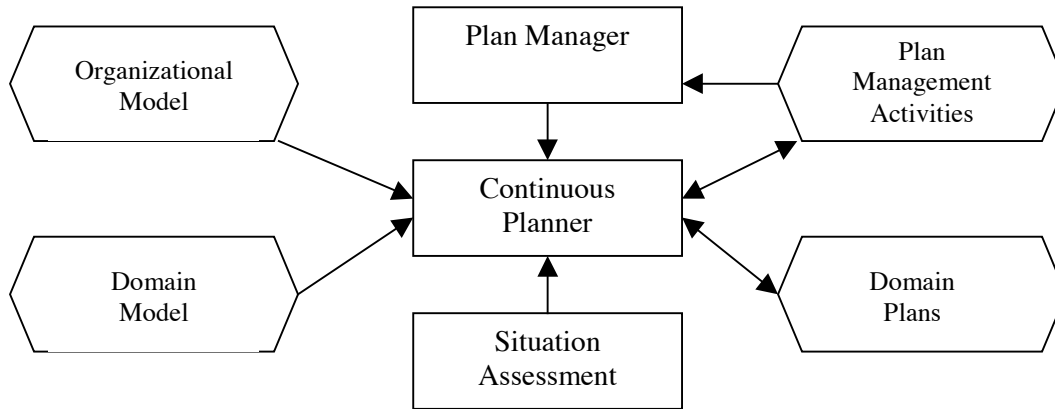 Organizational
Model
Plan Manager
Plan
Management
Activities
Continuous
Planner
Domain
Model
Situation
Assessment
Domain
Plans